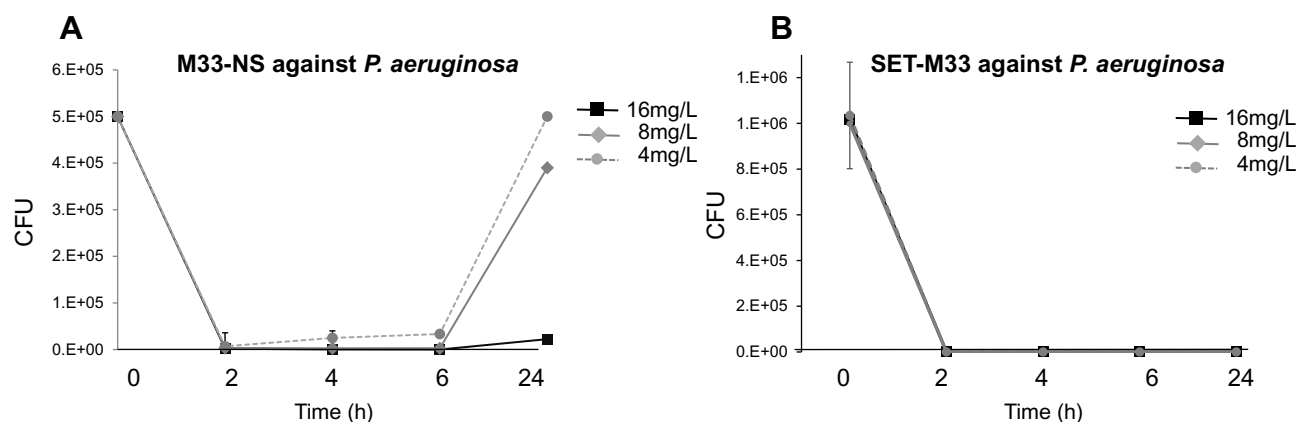 A
M33-NS against P. aeruginosa
6.E+05
5.E+05
4.E+05
3.E+05
2.E+05
1.E+05
0.E+00
CFU
0 2 4 6 24
Time (h)
16mg/L
8mg/L
4mg/L
B
SET-M33 against P. aeruginosa
1.E+06
1.E+06
8.E+05
6.E+05
4.E+05
2.E+05
0.E+00
CFU
0 2 4 6 24
Time (h)
16mg/L
8mg/L
4mg/L